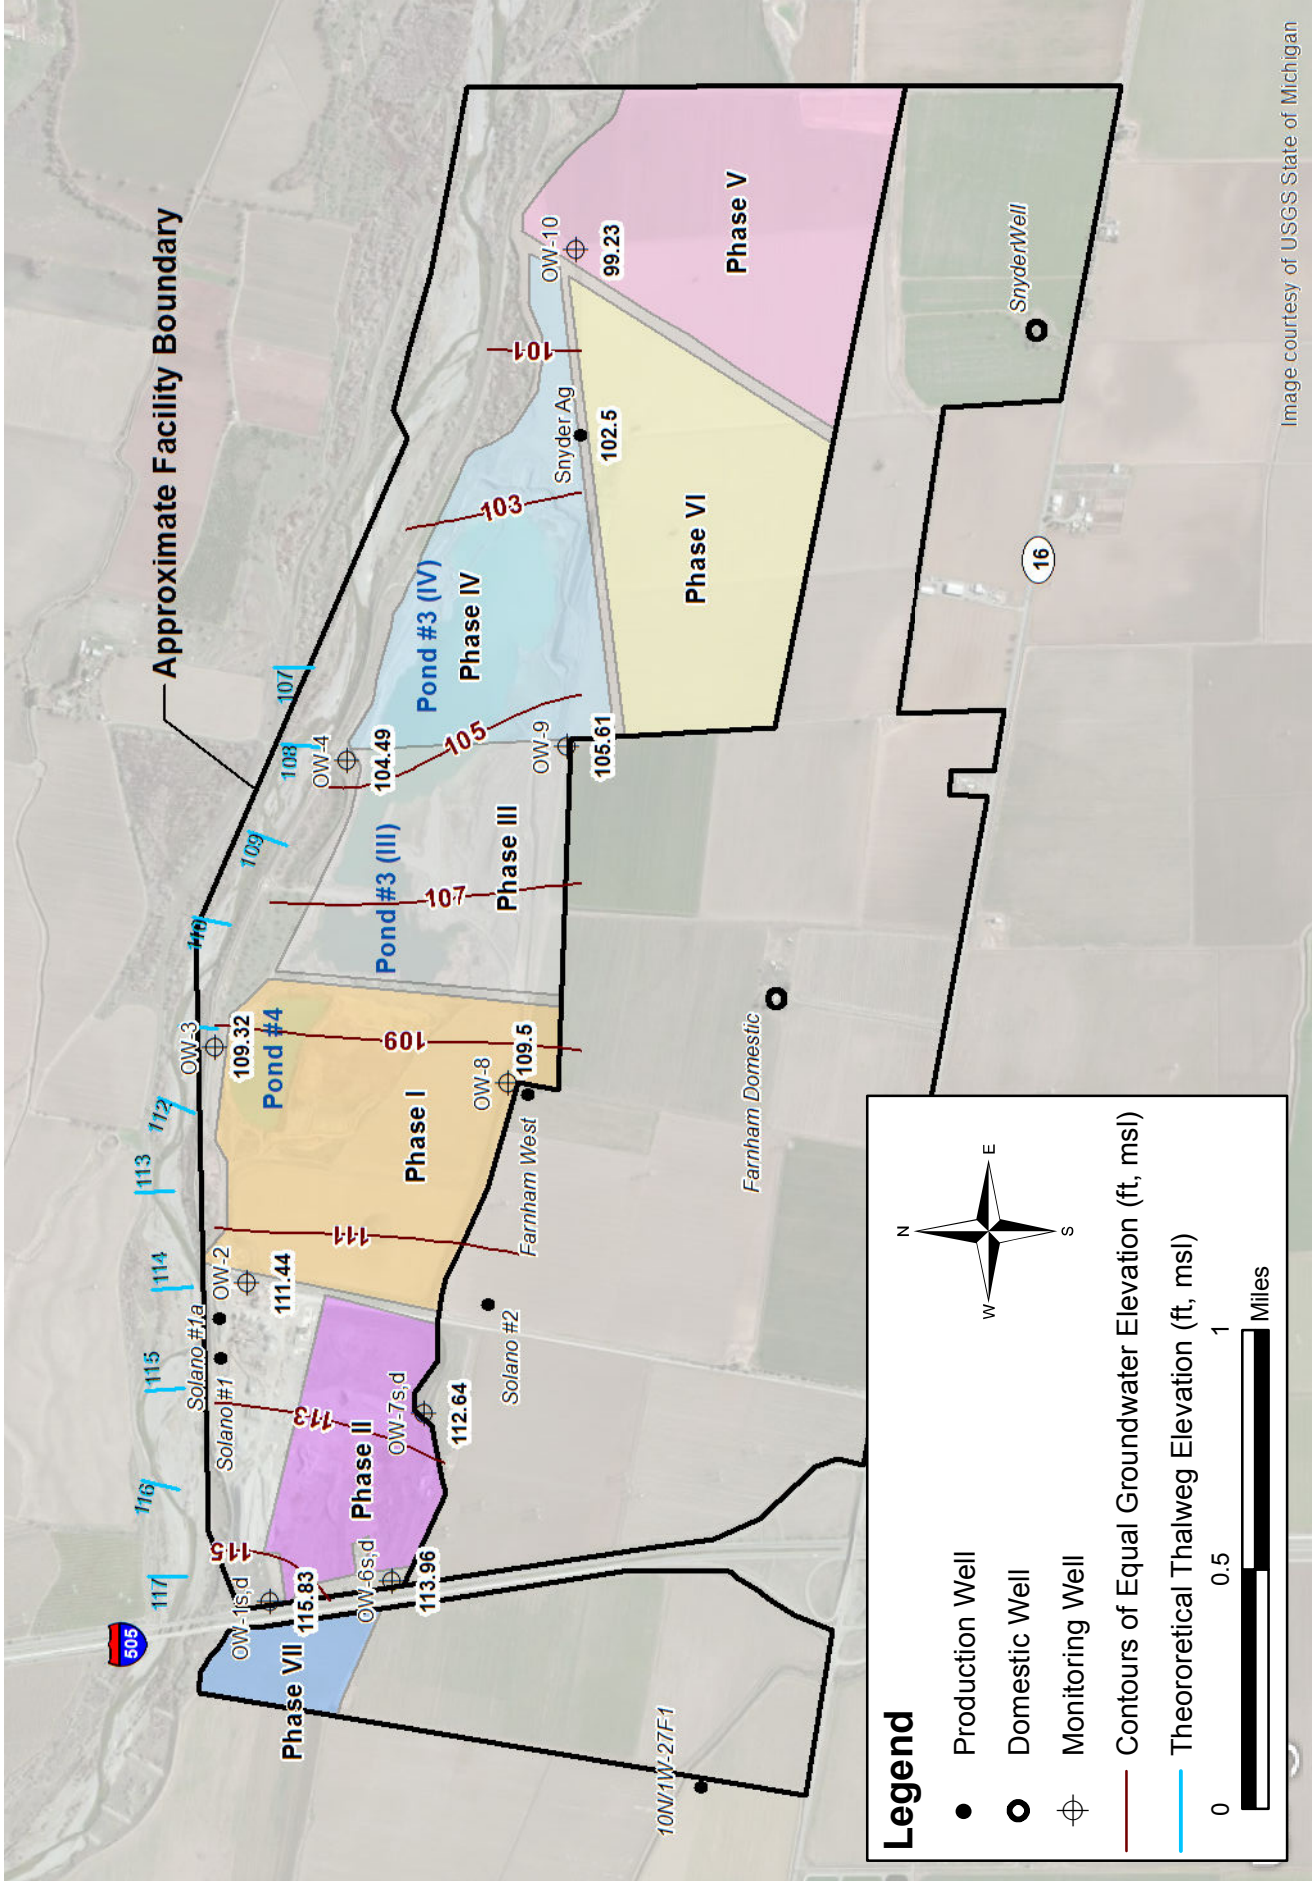 Approximate Facility Boundary
505
117
116
115
114
113
112
110
109
108
107
Solano #1a
Solano #1
OW-1s,d
115.83
OW-2
111.44
OW-3
109.32
OW-4
104.49
OW-6s,d
113.96
OW-7s,d
112.64
OW-8
109.5
OW-9
105.61
OW-10
99.23
Snyder Ag
102.5
115
113
111
109
107
105
103
101
Phase VII
Phase II
Phase I
Pond #4
Pond #3 (III)
Phase III
Pond #3 (IV)
Phase IV
Phase VI
Phase V
Solano #2
Farnham West
Farnham Domestic
SnyderWell
10N/1W-27F1
16
Legend
Production Well
Domestic Well
Monitoring Well
Contours of Equal Groundwater Elevation (ft, msl)
Theororetical Thalweg Elevation (ft, msl)
N
W
E
S
0
0.5
1
Miles
Image courtesy of USGS State of Michigan